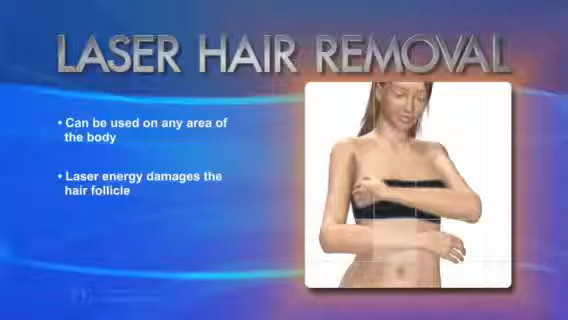 LASER HAIR REMOVAL
• Can be used on any area of
the body
• Laser energy damages the
hair follicle